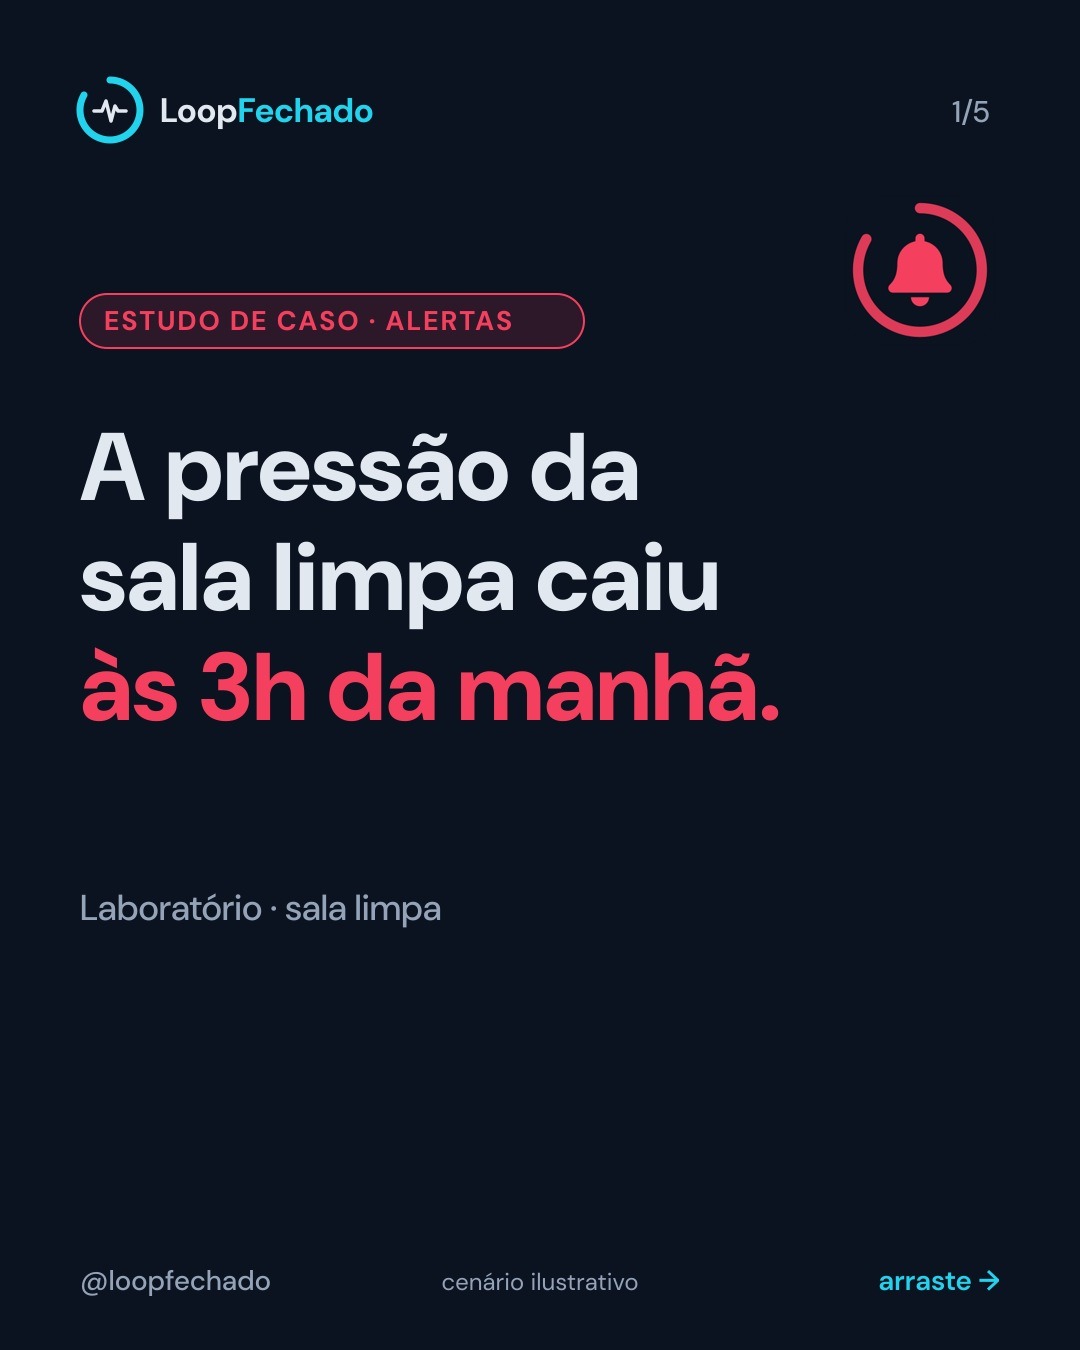 LoopFechado
1/5
ESTUDO DE CASO · ALERTAS
A pressão da
sala limpa caiu
às 3h da manhã.
Laboratório · sala limpa
@loopfechado
cenário ilustrativo
arraste →